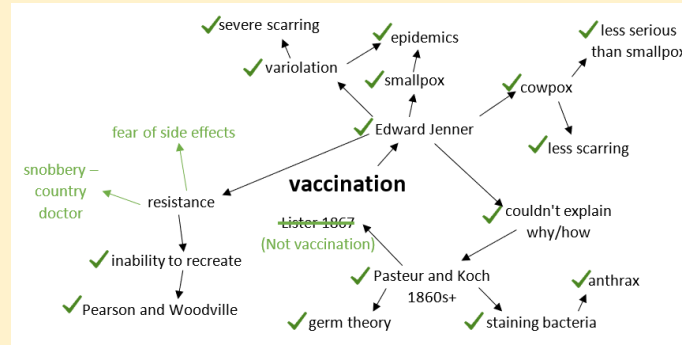 severe scarring
epidemics
less serious
than smallpox
variolation
smallpox
cowpox
Edward Jenner
less scarring
fear of side effects
snobbery –
country
doctor
resistance
vaccination
couldn't explain
why/how
Lister 1867
(Not vaccination)
inability to recreate
Pasteur and Koch
1860s+
anthrax
Pearson and Woodville
germ theory
staining bacteria